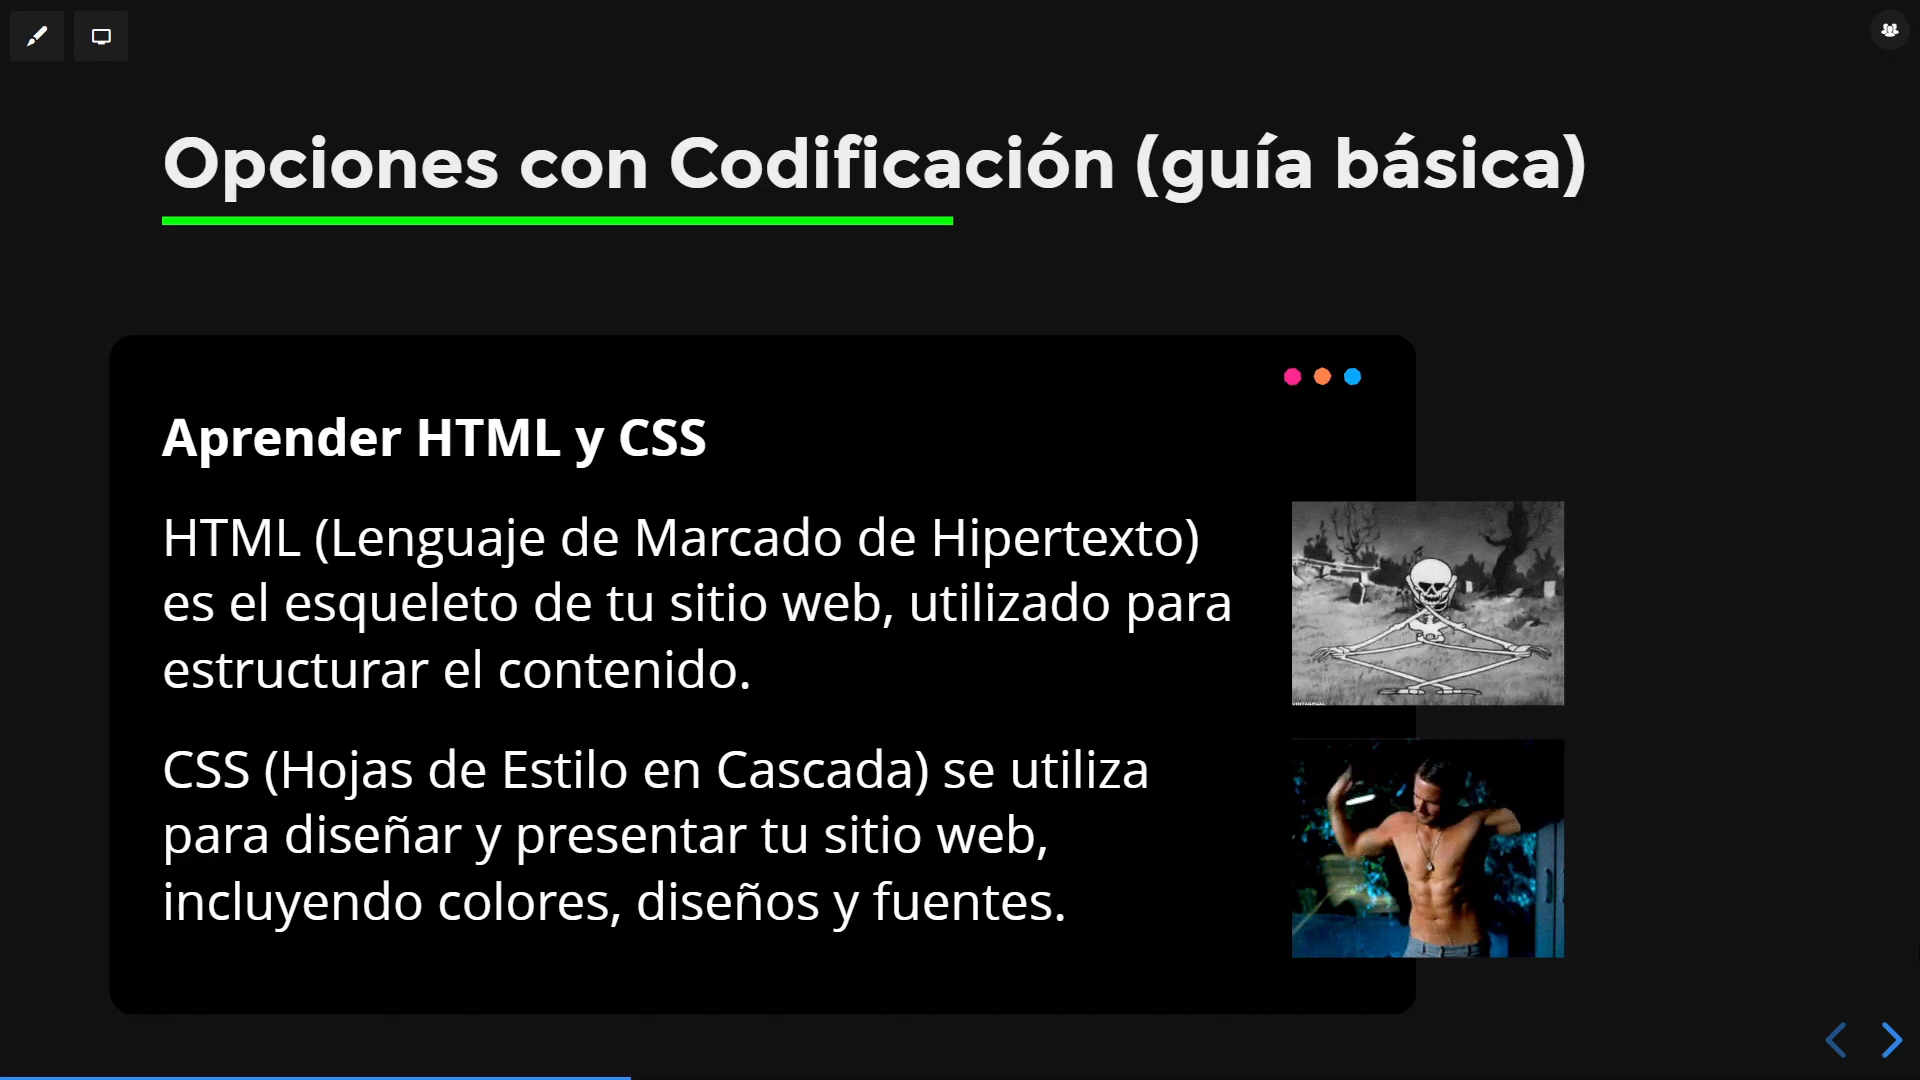 Opciones con Codificación (guía básica)
Aprender HTML y CSS
HTML (Lenguaje de Marcado de Hipertexto)
es el esqueleto de tu sitio web, utilizado para
estructurar el contenido.
CSS (Hojas de Estilo en Cascada) se utiliza
para diseñar y presentar tu sitio web,
incluyendo colores, diseños y fuentes.